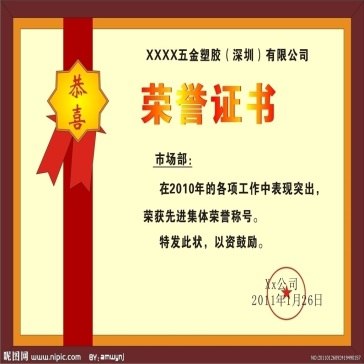 XXXX五金塑胶（深圳）有限公司
恭喜
荣誉证书
市场部：
在2010年的各项工作中表现突出，
荣获先进集体荣誉称号。
特发此状，以资鼓励。
Xx公司
2011年1月26日
昵图网
www.nipic.com BY: amwynj